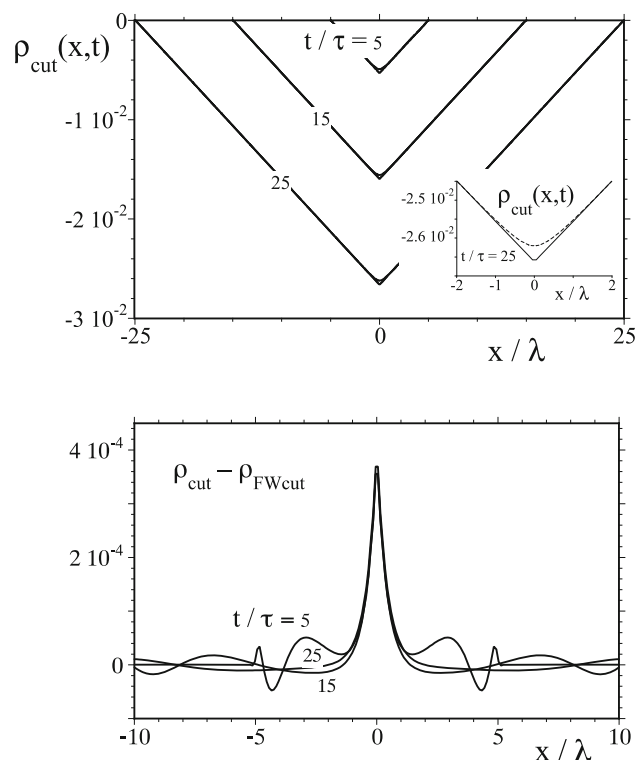 0
t / τ = 5
ρcut(x,t)
-1 10-2
15
25
-2 10-2
-3 10-2
-2.5 10-2
ρcut(x,t)
-2.6 10-2
t / τ = 25
-2 -1 0 2
x / λ
-25 0 25
x / λ
4 10-4
ρcut – ρFWcut
2 10-4
t / τ = 5
25
0
15
-10 -5 0 5 10
x / λ